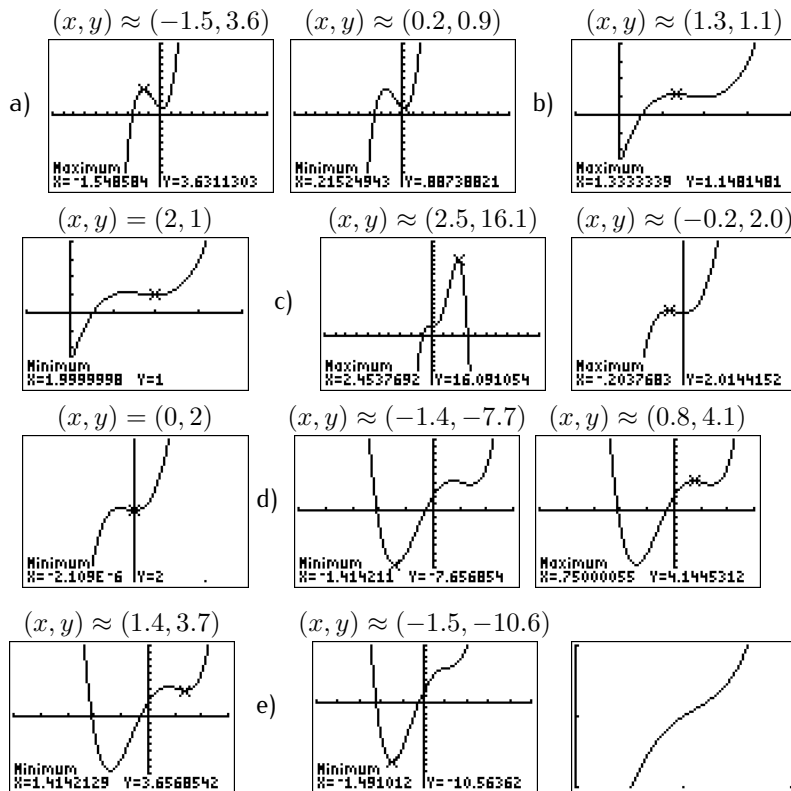 (x, y) ≈ (−1.5, 3.6)
(x, y) ≈ (0.2, 0.9)
(x, y) ≈ (1.3, 1.1)
a)
Maximum
X=-1.548584 Y=3.6311303
Minimum
X=.21524943 Y=.88738821
b)
Maximum
X=1.3333339 Y=1.1481481
(x, y) = (2, 1)
(x, y) ≈ (2.5, 16.1)
(x, y) ≈ (−0.2, 2.0)
Minimum
X=1.9999998 Y=1
c)
Maximum
X=2.4537692 Y=16.091054
Maximum
X=-.2037683 Y=2.0144152
(x, y) = (0, 2)
(x, y) ≈ (−1.4, −7.7)
(x, y) ≈ (0.8, 4.1)
Minimum
X=-2.109E-6 Y=2
d)
Minimum
X=-1.414211 Y=-7.656854
Maximum
X=.75000055 Y=4.1445312
(x, y) ≈ (1.4, 3.7)
(x, y) ≈ (−1.5, −10.6)
Minimum
X=1.4142129 Y=3.6568542
e)
Minimum
X=-1.491012 Y=-10.56362